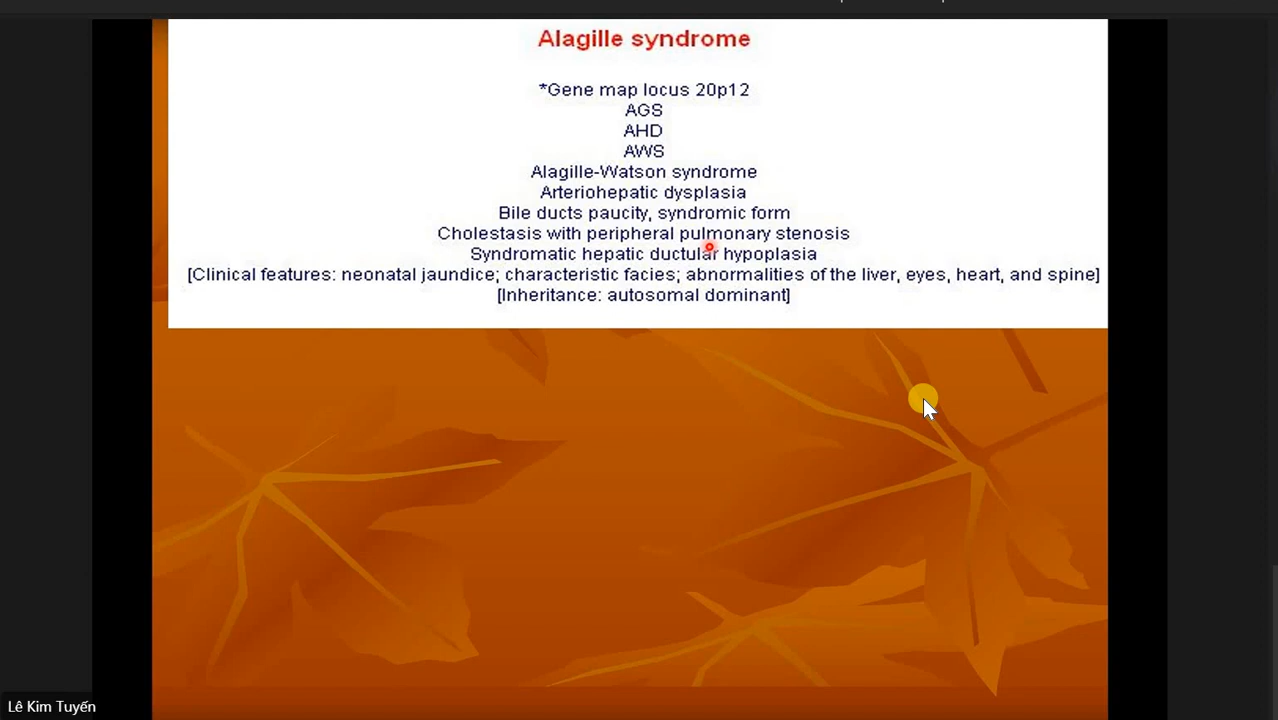 Alagille syndrome
*Gene map locus 20p12
AGS
AHD
AWS
Alagille-Watson syndrome
Arteriohepatic dysplasia
Bile ducts paucity, syndromic form
Cholestasis with peripheral pulmonary stenosis
Syndromatic hepatic ductular hypoplasia
[Clinical features: neonatal jaundice; characteristic facies; abnormalities of the liver, eyes, heart, and spine]
[Inheritance: autosomal dominant]
Lê Kim Tuyến